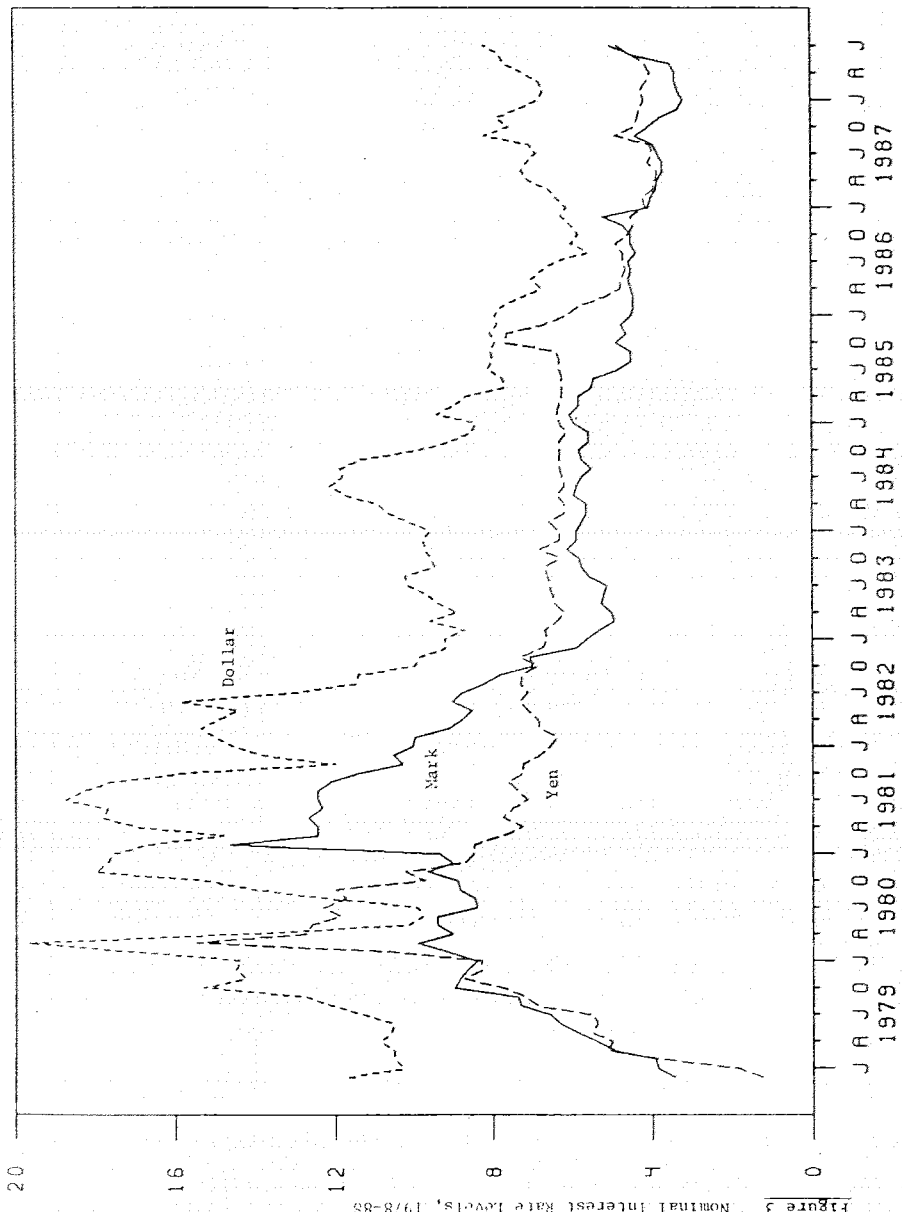 Figure 3 Nominal Interest Rate Levels, 1978-88
20
16
12
8
4
0
Dollar
Mark
Yen
J A J O J A J O J A J O J A J O J A J O J A J O J A J O J A J O J A J O J A J
1979 1980 1981 1982 1983 1984 1985 1986 1987